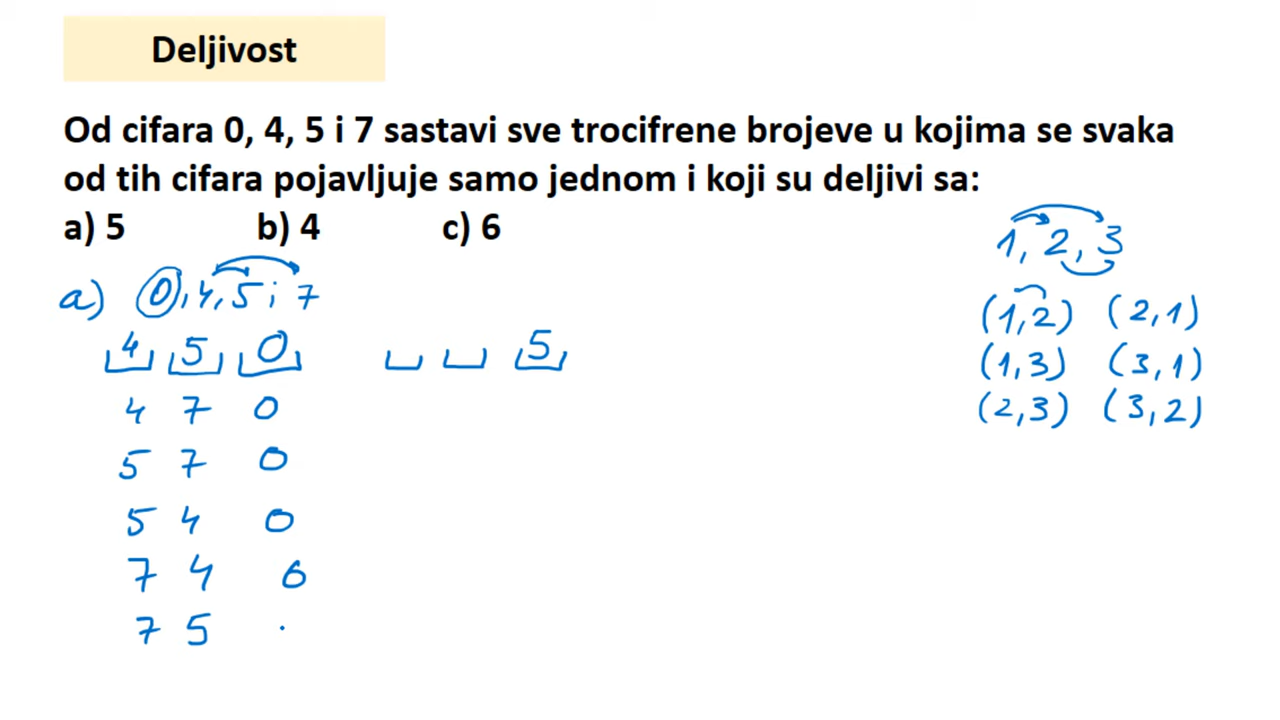 Deljivost
Od cifara 0, 4, 5 i 7 sastavi sve trocifrene brojeve u kojima se svaka
od tih cifara pojavljuje samo jednom i koji su deljivi sa:
a) 5 b) 4 c) 6
1, 2, 3
a) 0, 4, 5 i 7
(1,2) (2,1)
4 5 0 5
(1,3) (3,1)
4 7 0
(2,3) (3,2)
5 7 0
5 4 0
7 4 0
7 5